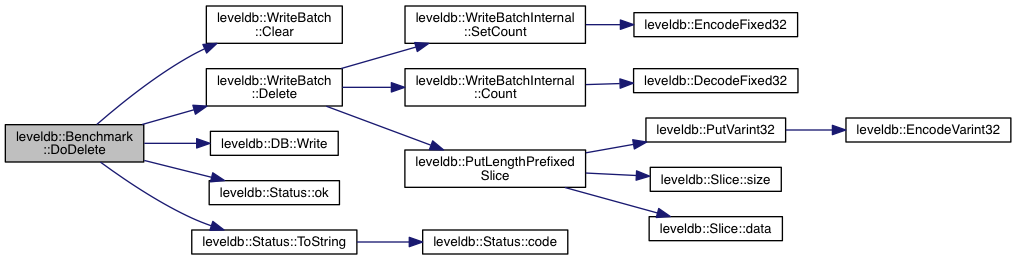 leveldb::Benchmark
::DoDelete
leveldb::WriteBatch
::Clear
leveldb::WriteBatch
::Delete
leveldb::DB::Write
leveldb::Status::ok
leveldb::Status::ToString
leveldb::WriteBatchInternal
::SetCount
leveldb::WriteBatchInternal
::Count
leveldb::PutLengthPrefixed
Slice
leveldb::Status::code
leveldb::EncodeFixed32
leveldb::DecodeFixed32
leveldb::PutVarint32
leveldb::Slice::size
leveldb::Slice::data
leveldb::EncodeVarint32